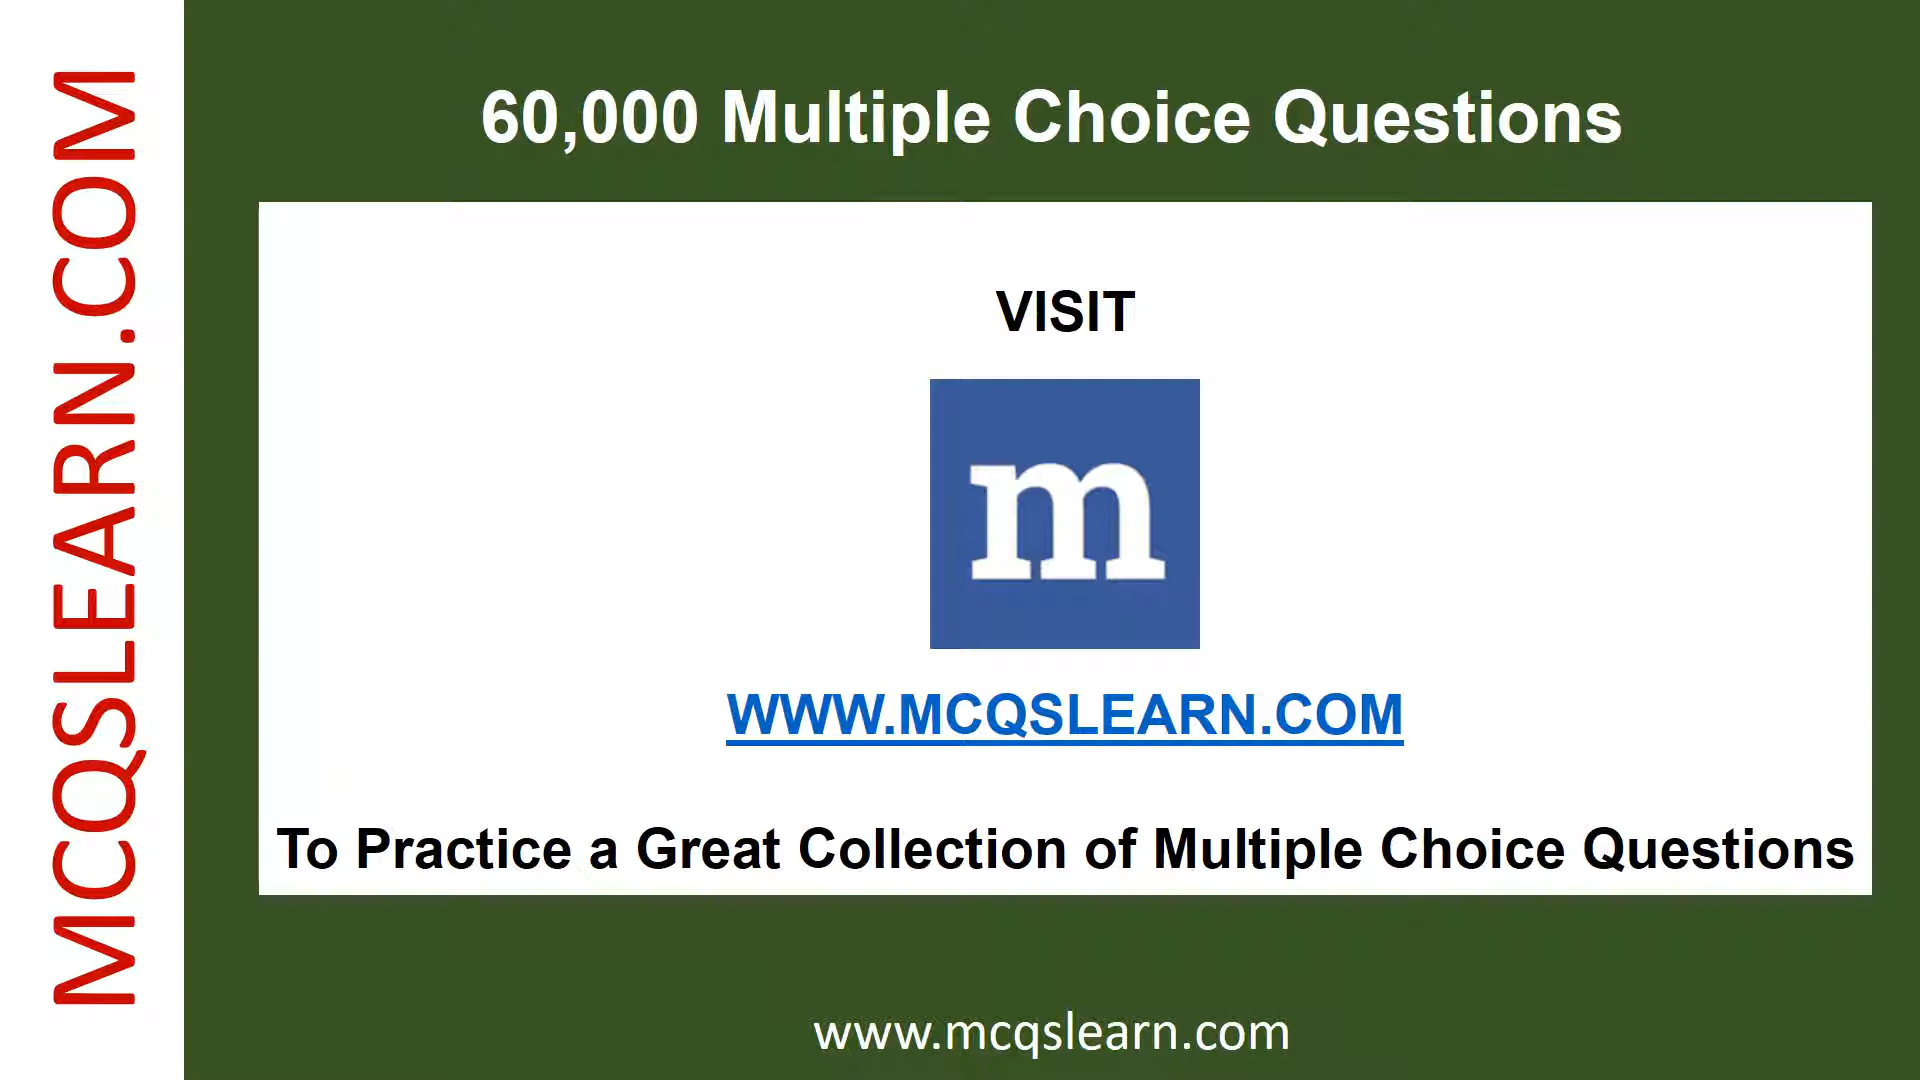 MCQSLEARN.COM
60,000 Multiple Choice Questions
VISIT
m
WWW.MCQSLEARN.COM
To Practice a Great Collection of Multiple Choice Questions
www.mcqslearn.com